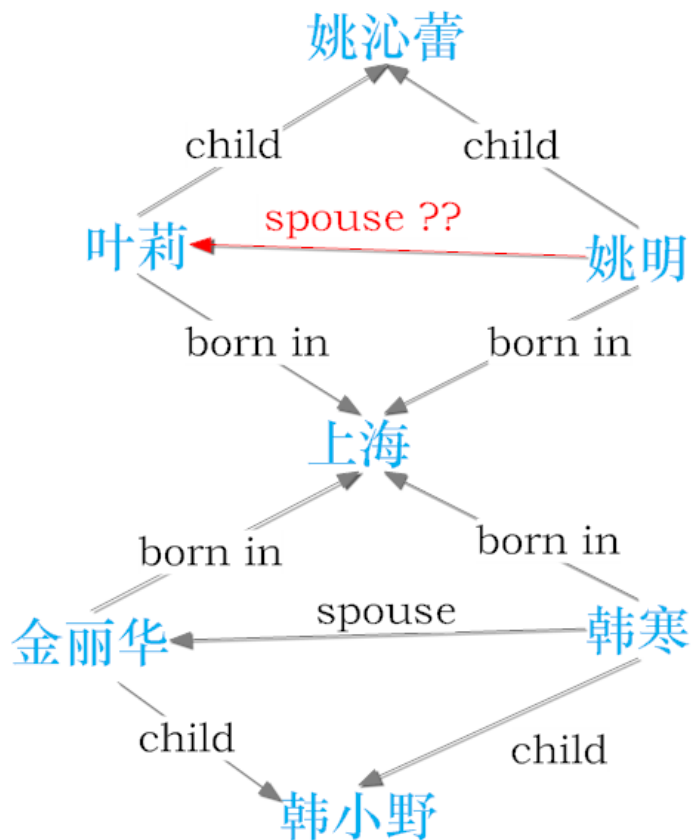 姚沁蕾
child child
spouse ??
叶莉 姚明
born in born in
上海
born in born in
spouse
金丽华 韩寒
child child
韩小野